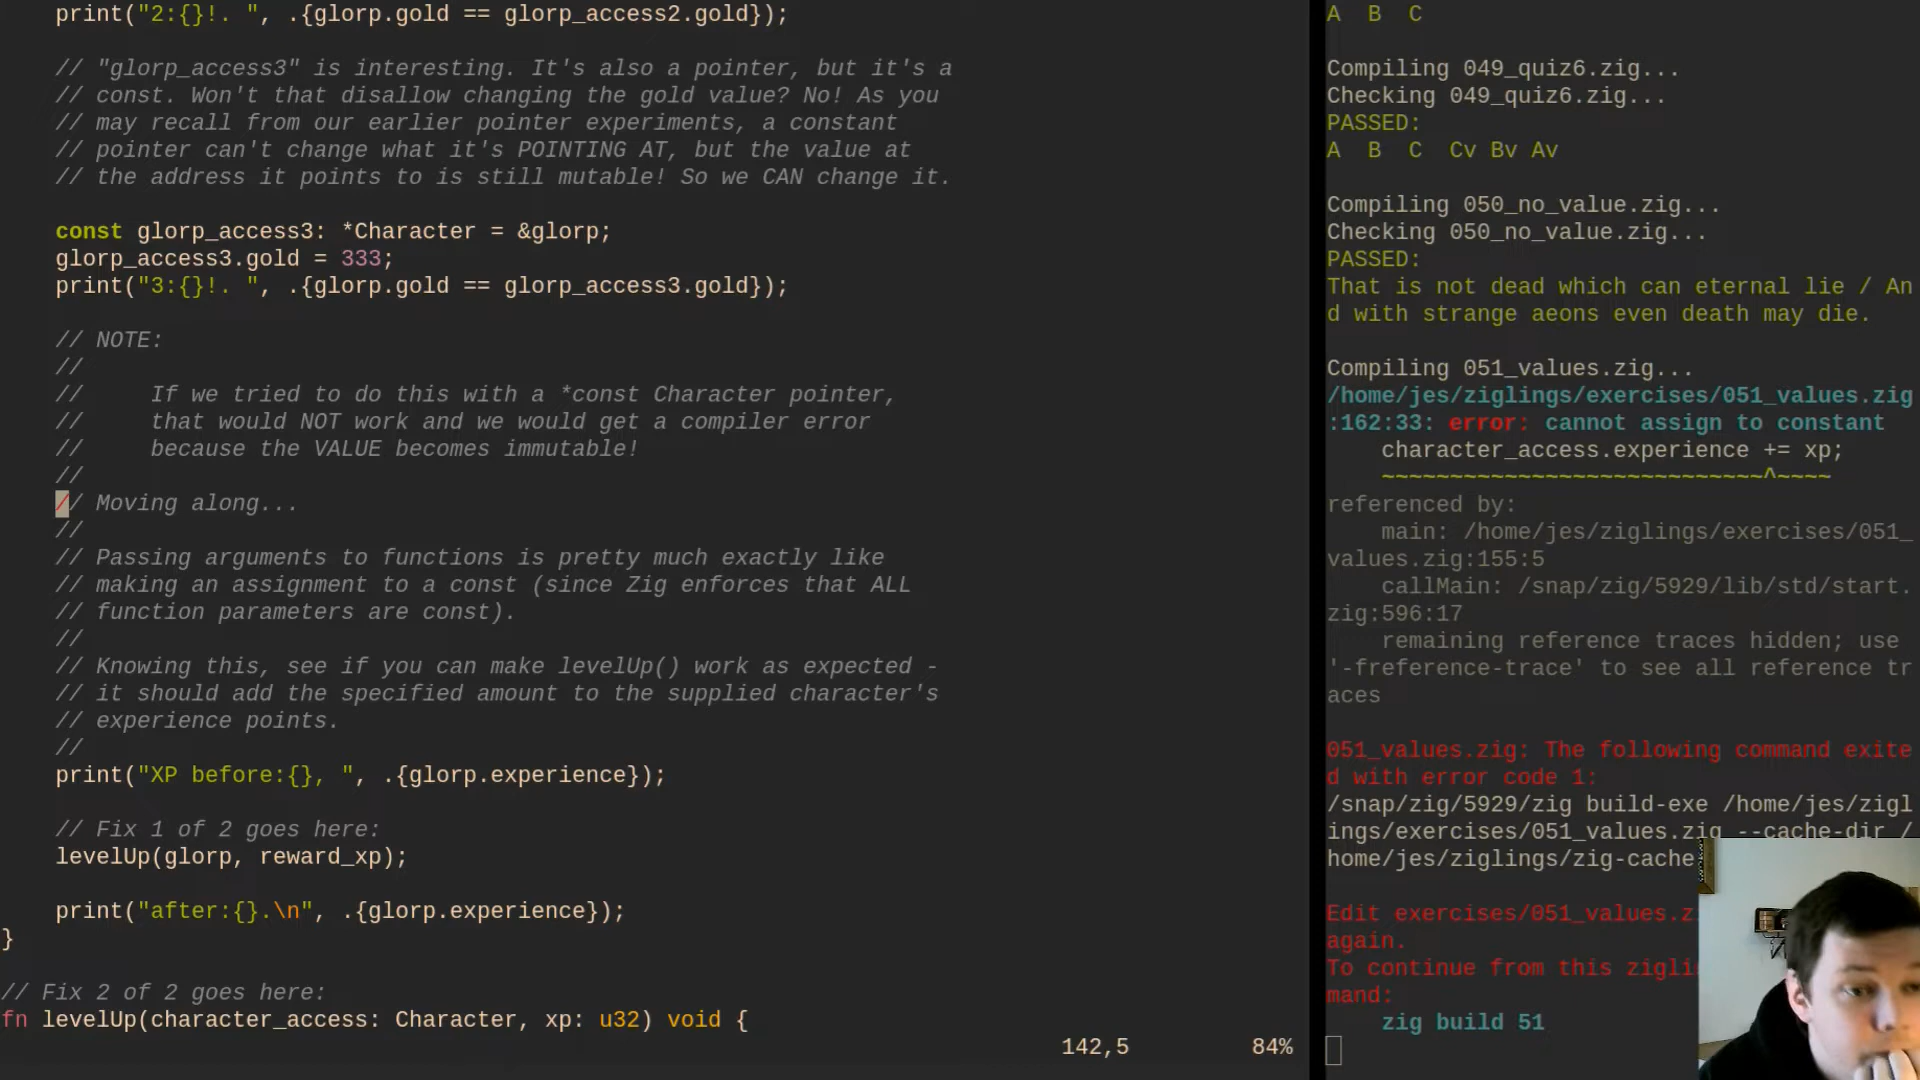 print("2:{}!. ", .{glorp.gold == glorp_access2.gold});
// "glorp_access3" is interesting. It's also a pointer, but it's a
// const. Won't that disallow changing the gold value? No! As you
// may recall from our earlier pointer experiments, a constant
// pointer can't change what it's POINTING AT, but the value at
// the address it points to is still mutable! So we CAN change it.
const glorp_access3: *Character = &glorp;
glorp_access3.gold = 333;
print("3:{}!. ", .{glorp.gold == glorp_access3.gold});
// NOTE:
//
//     If we tried to do this with a *const Character pointer,
//     that would NOT work and we would get a compiler error
//     because the VALUE becomes immutable!
//
// Moving along...
//
// Passing arguments to functions is pretty much exactly like
// making an assignment to a const (since Zig enforces that ALL
// function parameters are const).
//
// Knowing this, see if you can make levelUp() work as expected -
// it should add the specified amount to the supplied character's
// experience points.
//
print("XP before:{}, ", .{glorp.experience});
// Fix 1 of 2 goes here:
levelUp(glorp, reward_xp);
print("after:{}.\n", .{glorp.experience});
}
// Fix 2 of 2 goes here:
fn levelUp(character_access: Character, xp: u32) void {
142,5 84%
A  B  C
Compiling 049_quiz6.zig...
Checking 049_quiz6.zig...
PASSED:
A  B  C  Cv Bv Av
Compiling 050_no_value.zig...
Checking 050_no_value.zig...
PASSED:
That is not dead which can eternal lie / An
d with strange aeons even death may die.
Compiling 051_values.zig...
/home/jes/ziglings/exercises/051_values.zig
:162:33: error: cannot assign to constant
character_access.experience += xp;
~~~~~~~~~~~~~~~~~~~~~~~~~~~~^~~~~
referenced by:
main: /home/jes/ziglings/exercises/051_
values.zig:155:5
callMain: /snap/zig/5929/lib/std/start.
zig:596:17
remaining reference traces hidden; use
'-freference-trace' to see all reference tr
aces
051_values.zig: The following command exite
d with error code 1:
/snap/zig/5929/zig build-exe /home/jes/zigl
ings/exercises/051_values.zig --cache-dir /
home/jes/ziglings/zig-cache
Edit exercises/051_values.z
again.
To continue from this zigli
mand:
zig build 51